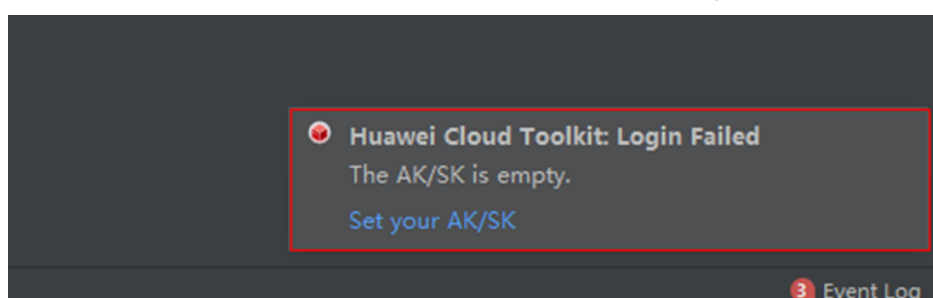 Huawei Cloud Toolkit: Login Failed
The AK/SK is empty.
Set your AK/SK
3 Event Log